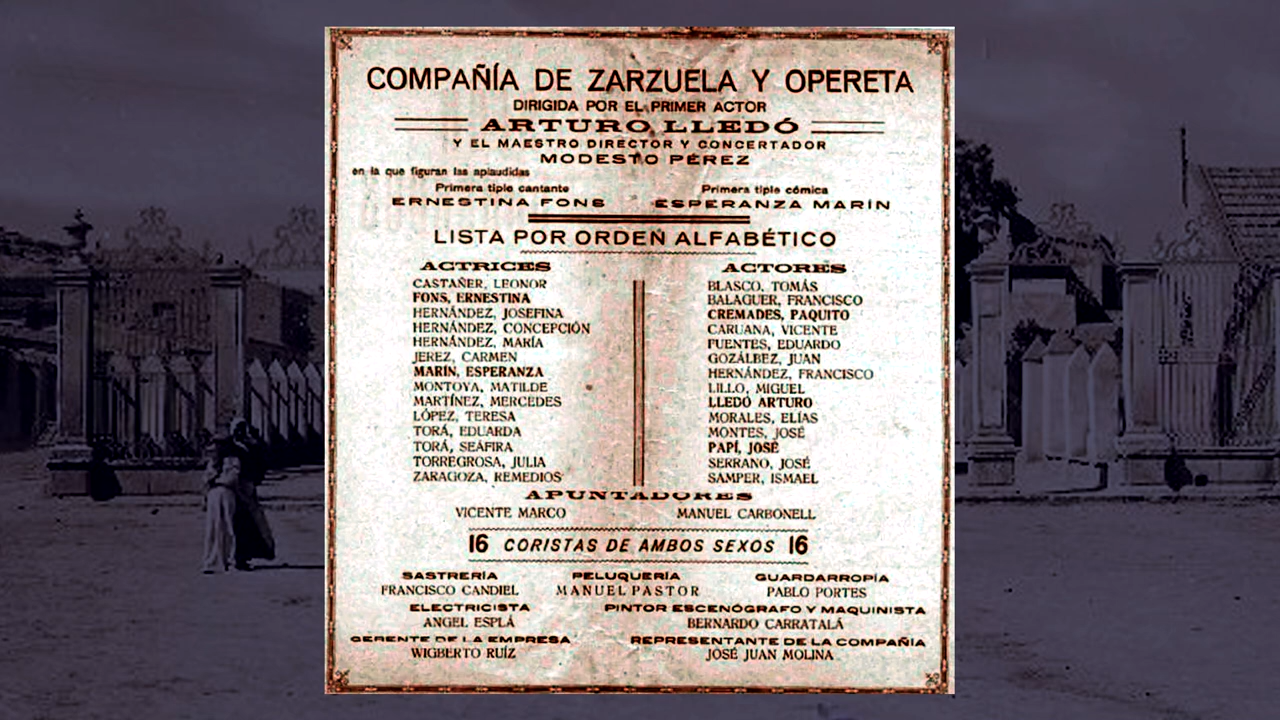 COMPAÑÍA DE ZARZUELA Y OPERETA
DIRIGIDA POR EL PRIMER ACTOR
ARTURO LLEDÓ
Y EL MAESTRO DIRECTOR Y CONCERTADOR
MODESTO PÉREZ
en la que figuran las aplaudidas
Primera tiple cantante
ERNESTINA FONS
Primera tiple cómica
ESPERANZA MARÍN
LISTA POR ORDEN ALFABÉTICO
ACTRICES
CASTAÑER, LEONOR
FONS, ERNESTINA
HERNÁNDEZ, JOSEFINA
HERNÁNDEZ, CONCEPCIÓN
HERNÁNDEZ, MARÍA
JEREZ, CARMEN
MARÍN, ESPERANZA
MONTOYA, MATILDE
MARTÍNEZ, MERCEDES
LÓPEZ, TERESA
TORÁ, EDUARDA
TORÁ, SEÁFIRA
TORREGROSA, JULIA
ZARAGOZA, REMEDIOS
ACTORES
BLASCO, TOMÁS
BALAGUER, FRANCISCO
CREMADES, PAQUITO
CARUANA, VICENTE
FUENTES, EDUARDO
GOZÁLBEZ, JUAN
HERNÁNDEZ, FRANCISCO
LILLO, MIGUEL
LLEDÓ ARTURO
MORALES, ELÍAS
MONTES, JOSÉ
PAPÍ, JOSÉ
SERRANO, JOSÉ
SAMPER, ISMAEL
APUNTADORES
VICENTE MARCO
MANUEL CARBONELL
16 CORISTAS DE AMBOS SEXOS 16
SASTRERÍA
FRANCISCO CANDIEL
PELUQUERÍA
MANUEL PASTOR
GUARDARROPÍA
PABLO PORTES
ELECTRICISTA
ANGEL ESPLÁ
PINTOR ESCENÓGRAFO Y MAQUINISTA
BERNARDO CARRATALÁ
GERENTE DE LA EMPRESA
WIGBERTO RUÍZ
REPRESENTANTE DE LA COMPAÑÍA
JOSÉ JUAN MOLINA